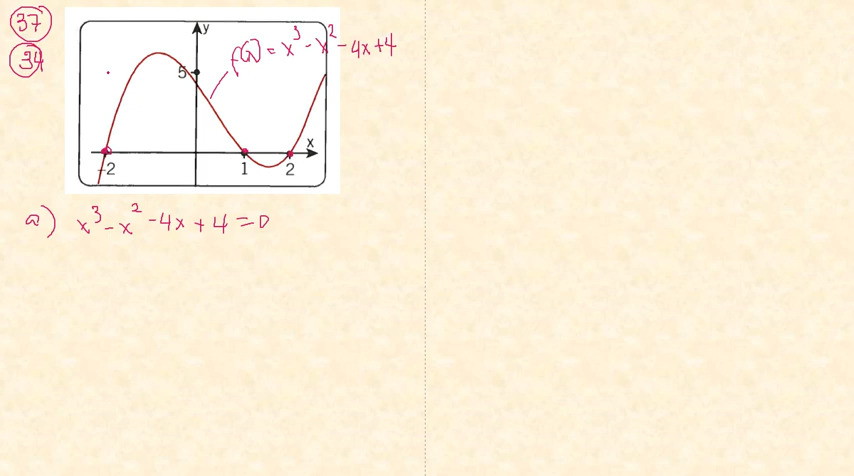 37
34
y
5
f(x) = x³ - x² - 4x + 4
x
-2
1
2
a) x³ - x² - 4x + 4 = 0